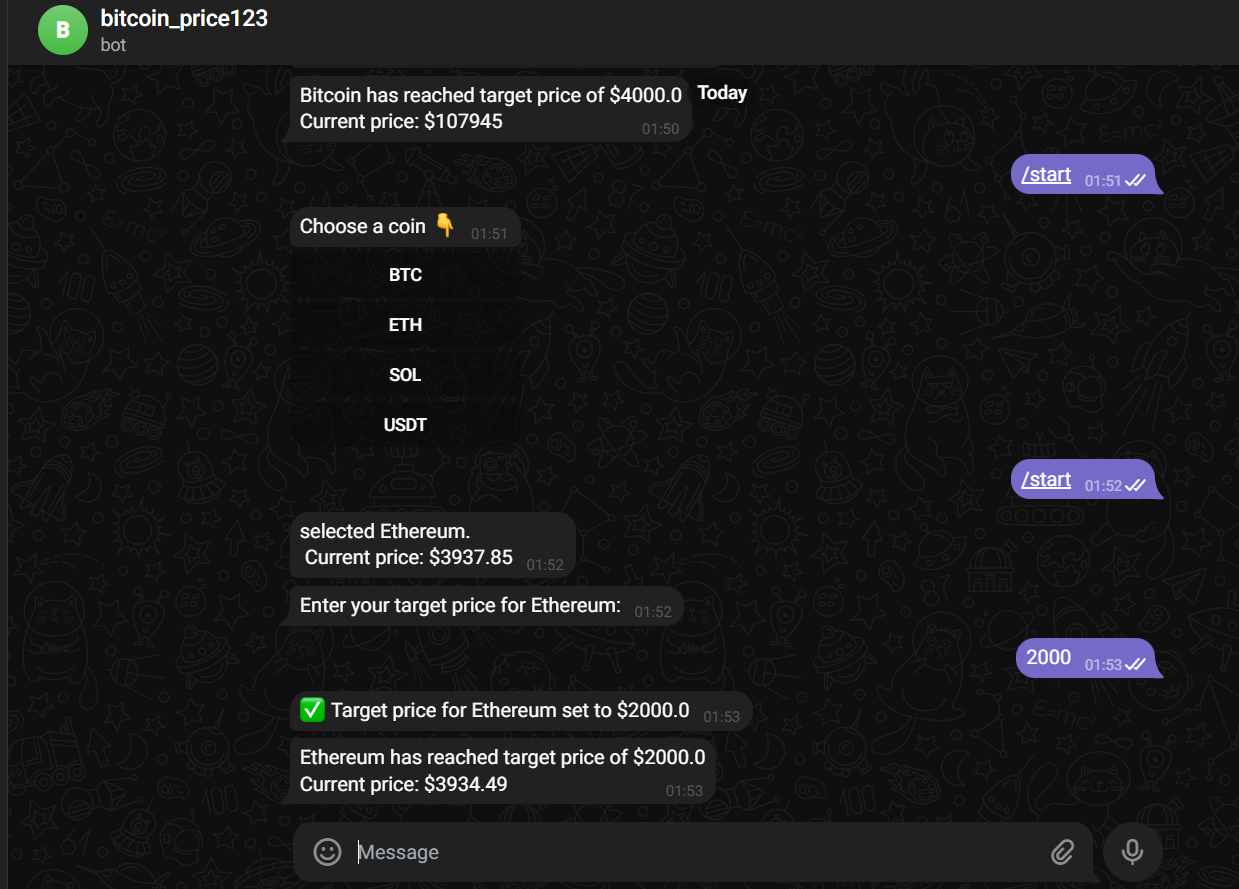 B
bitcoin_price123
bot
Bitcoin has reached target price of $4000.0
Today
Current price: $107945
01:50
/start 01:51
Choose a coin 👇 01:51
BTC
ETH
SOL
USDT
/start 01:52
selected Ethereum.
Current price: $3937.85 01:52
Enter your target price for Ethereum: 01:52
2000 01:53
✅ Target price for Ethereum set to $2000.0 01:53
Ethereum has reached target price of $2000.0
Current price: $3934.49 01:53
Message